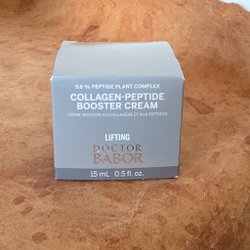 9.6 % PEPTIDE PLANT COMPLEX
COLLAGEN-PEPTIDE
BOOSTER CREAM
CRÈME BOOSTER AU COLLAGÈNE ET AUX PEPTIDES
LIFTING
DOCTOR
BABOR
15 mL 0.5 fl. oz.